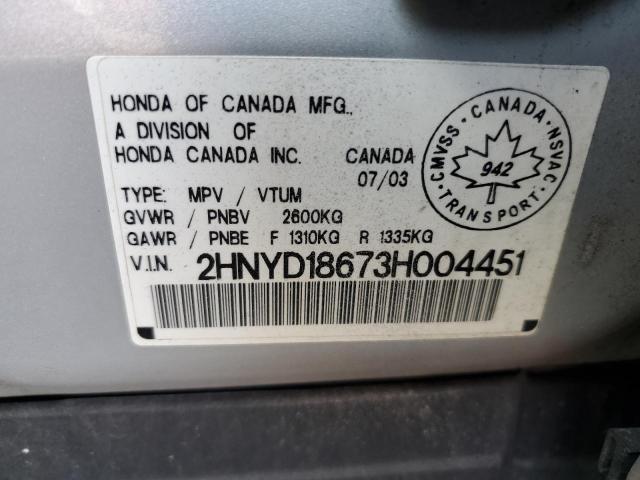 HONDA OF CANADA MFG.,
A DIVISION OF
HONDA CANADA INC. CANADA
07/03
TYPE: MPV / VTUM
GVWR / PNBV 2600KG
GAWR / PNBE F 1310KG R 1335KG
V.I.N. 2HNYD18673H004451
CMVSS · CANADA · NSVAC
942
TRANSPORT